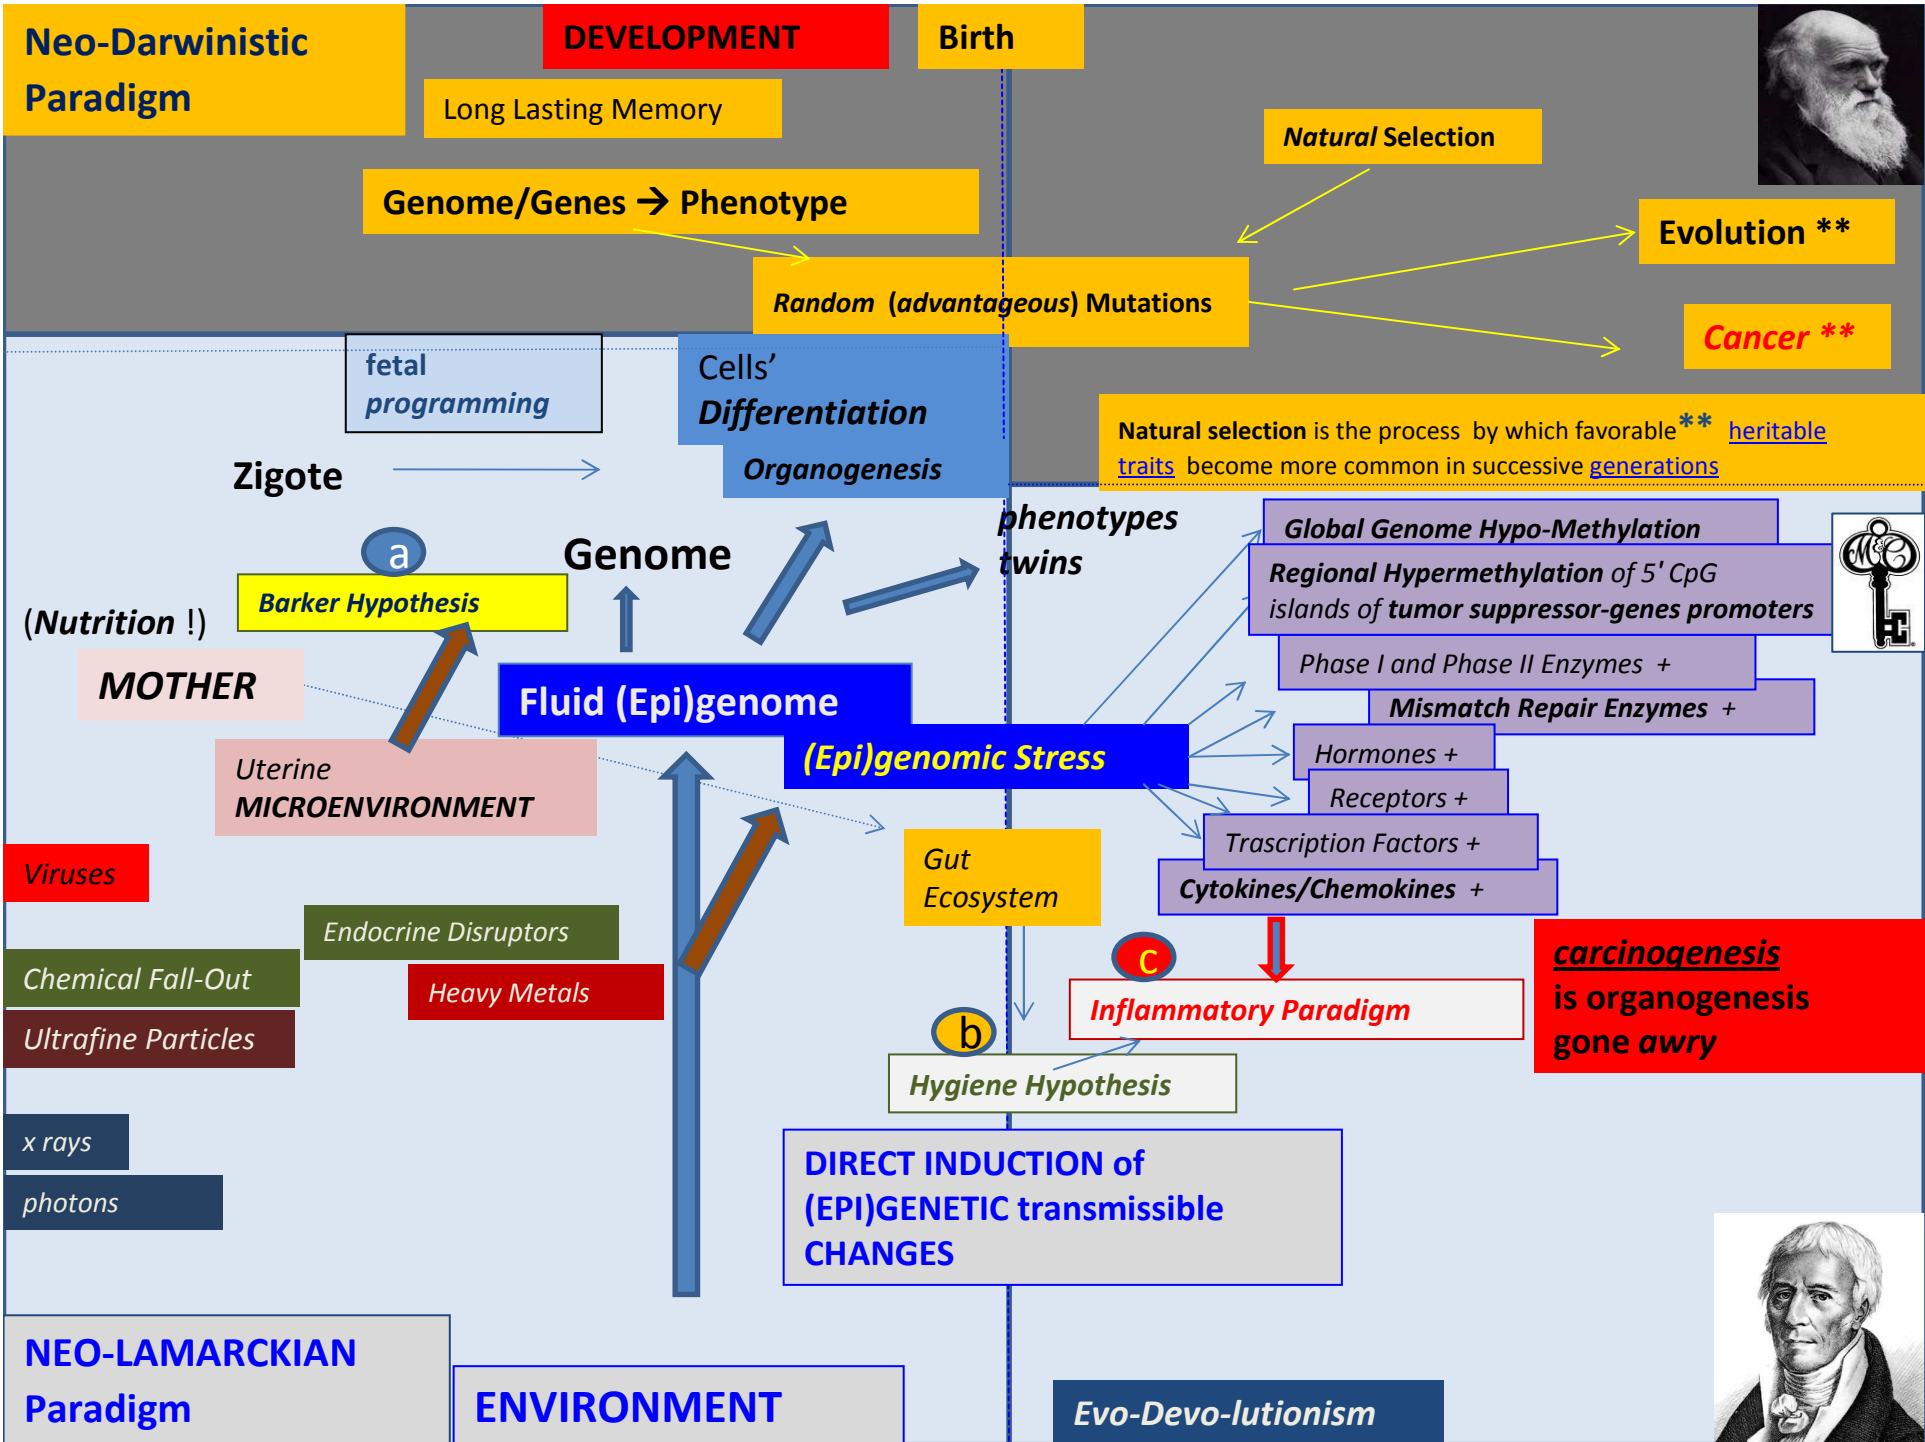 Neo-Darwinistic
Paradigm
DEVELOPMENT
Birth
Long Lasting Memory
Natural Selection
Genome/Genes → Phenotype
Evolution **
Random (advantageous) Mutations
Cancer **
fetal
programming
Cells’
Differentiation
Organogenesis
Natural selection is the process by which favorable** heritable
traits become more common in successive generations
Zigote
phenotypes
twins
Global Genome Hypo-Methylation
Regional Hypermethylation of 5' CpG
islands of tumor suppressor-genes promoters
a
Genome
Barker Hypothesis
(Nutrition !)
MOTHER
Phase I and Phase II Enzymes +
Mismatch Repair Enzymes +
Fluid (Epi)genome
(Epi)genomic Stress
Hormones +
Receptors +
Trascription Factors +
Cytokines/Chemokines +
Uterine
MICROENVIRONMENT
Viruses
Gut
Ecosystem
Endocrine Disruptors
Chemical Fall-Out
Heavy Metals
Ultrafine Particles
c
Inflammatory Paradigm
carcinogenesis
is organogenesis
gone awry
b
Hygiene Hypothesis
x rays
photons
DIRECT INDUCTION of
(EPI)GENETIC transmissible
CHANGES
NEO-LAMARCKIAN
Paradigm
ENVIRONMENT
Evo-Devo-lutionism